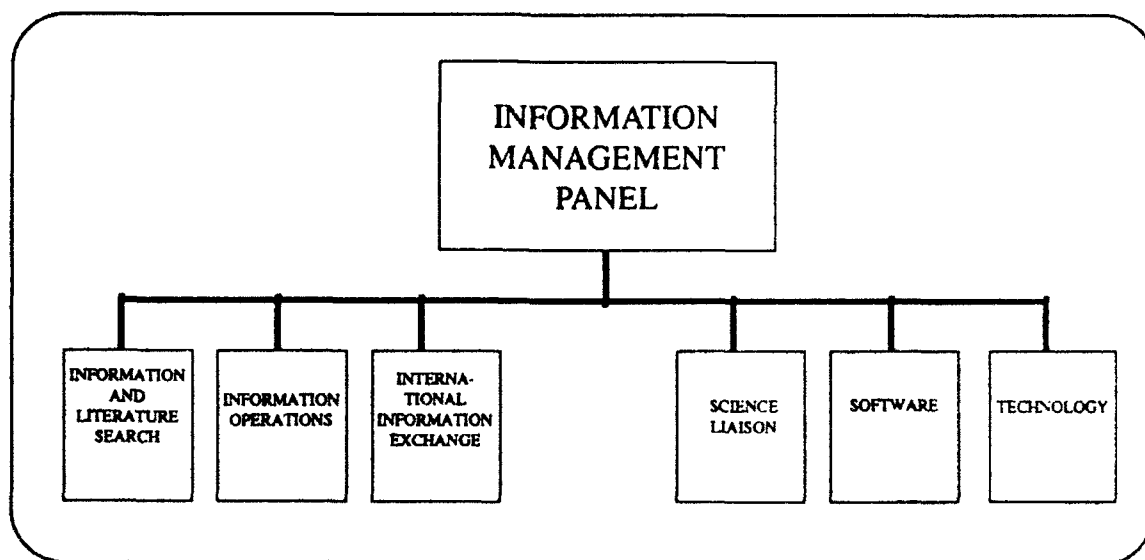 INFORMATION
MANAGEMENT
PANEL
INFORMATION
AND
LITERATURE
SEARCH
INFORMATION
OPERATIONS
INTERNA-
TIONAL
INFORMATION
EXCHANGE
SCIENCE
LIAISON
SOFTWARE
TECHNOLOGY